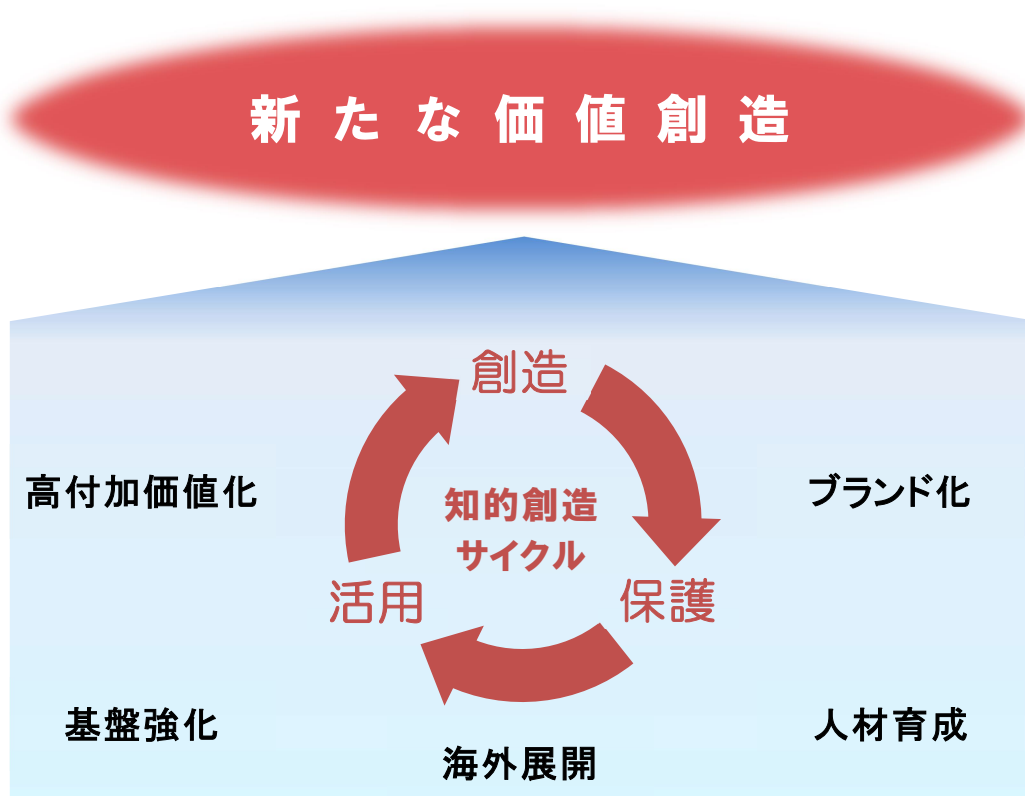 新たな価値創造
創造
高付加価値化
知的創造
サイクル
ブランド化
活用
保護
基盤強化
海外展開
人材育成